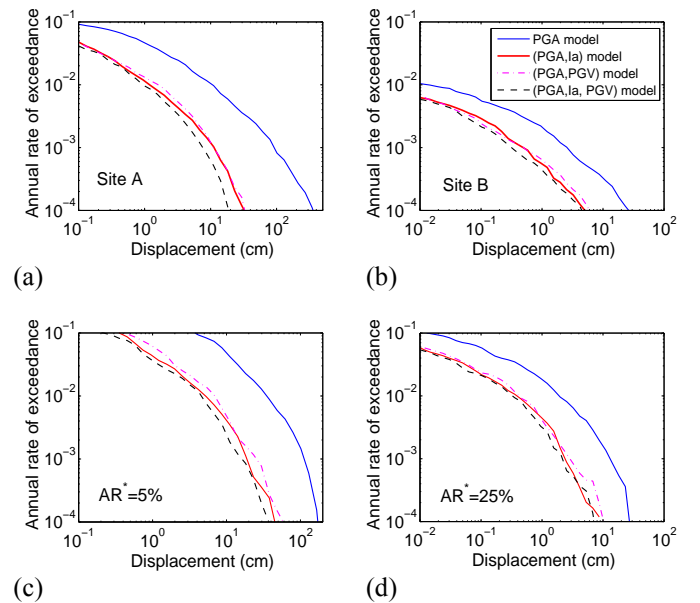 Annual rate of exceedance
10^-1
10^-2
10^-3
10^-4
Site A
10^-1 10^0 10^1 10^2
Displacement (cm)
(a)
Annual rate of exceedance
10^-1
10^-2
10^-3
10^-4
PGA model
(PGA,Ia) model
(PGA,PGV) model
(PGA,Ia, PGV) model
Site B
10^-2 10^-1 10^0 10^1 10^2
Displacement (cm)
(b)
Annual rate of exceedance
10^-1
10^-2
10^-3
10^-4
AR*=5%
10^-1 10^0 10^1 10^2
Displacement (cm)
(c)
Annual rate of exceedance
10^-1
10^-2
10^-3
10^-4
AR*=25%
10^-2 10^-1 10^0 10^1 10^2
Displacement (cm)
(d)